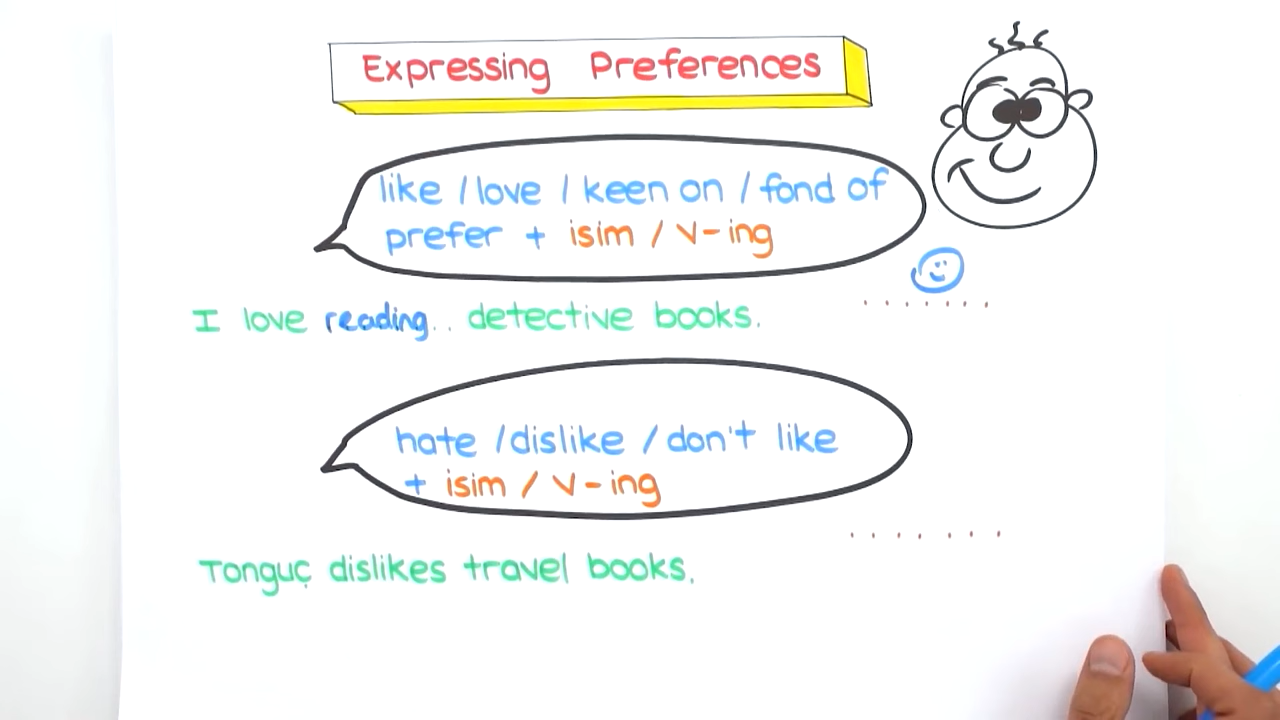 Expressing Preferences
like / love / keen on / fond of
prefer + isim / V-ing
.......
I love reading.. detective books.
hate / dislike / don't like
+ isim / V-ing
.......
Tonguç dislikes travel books.